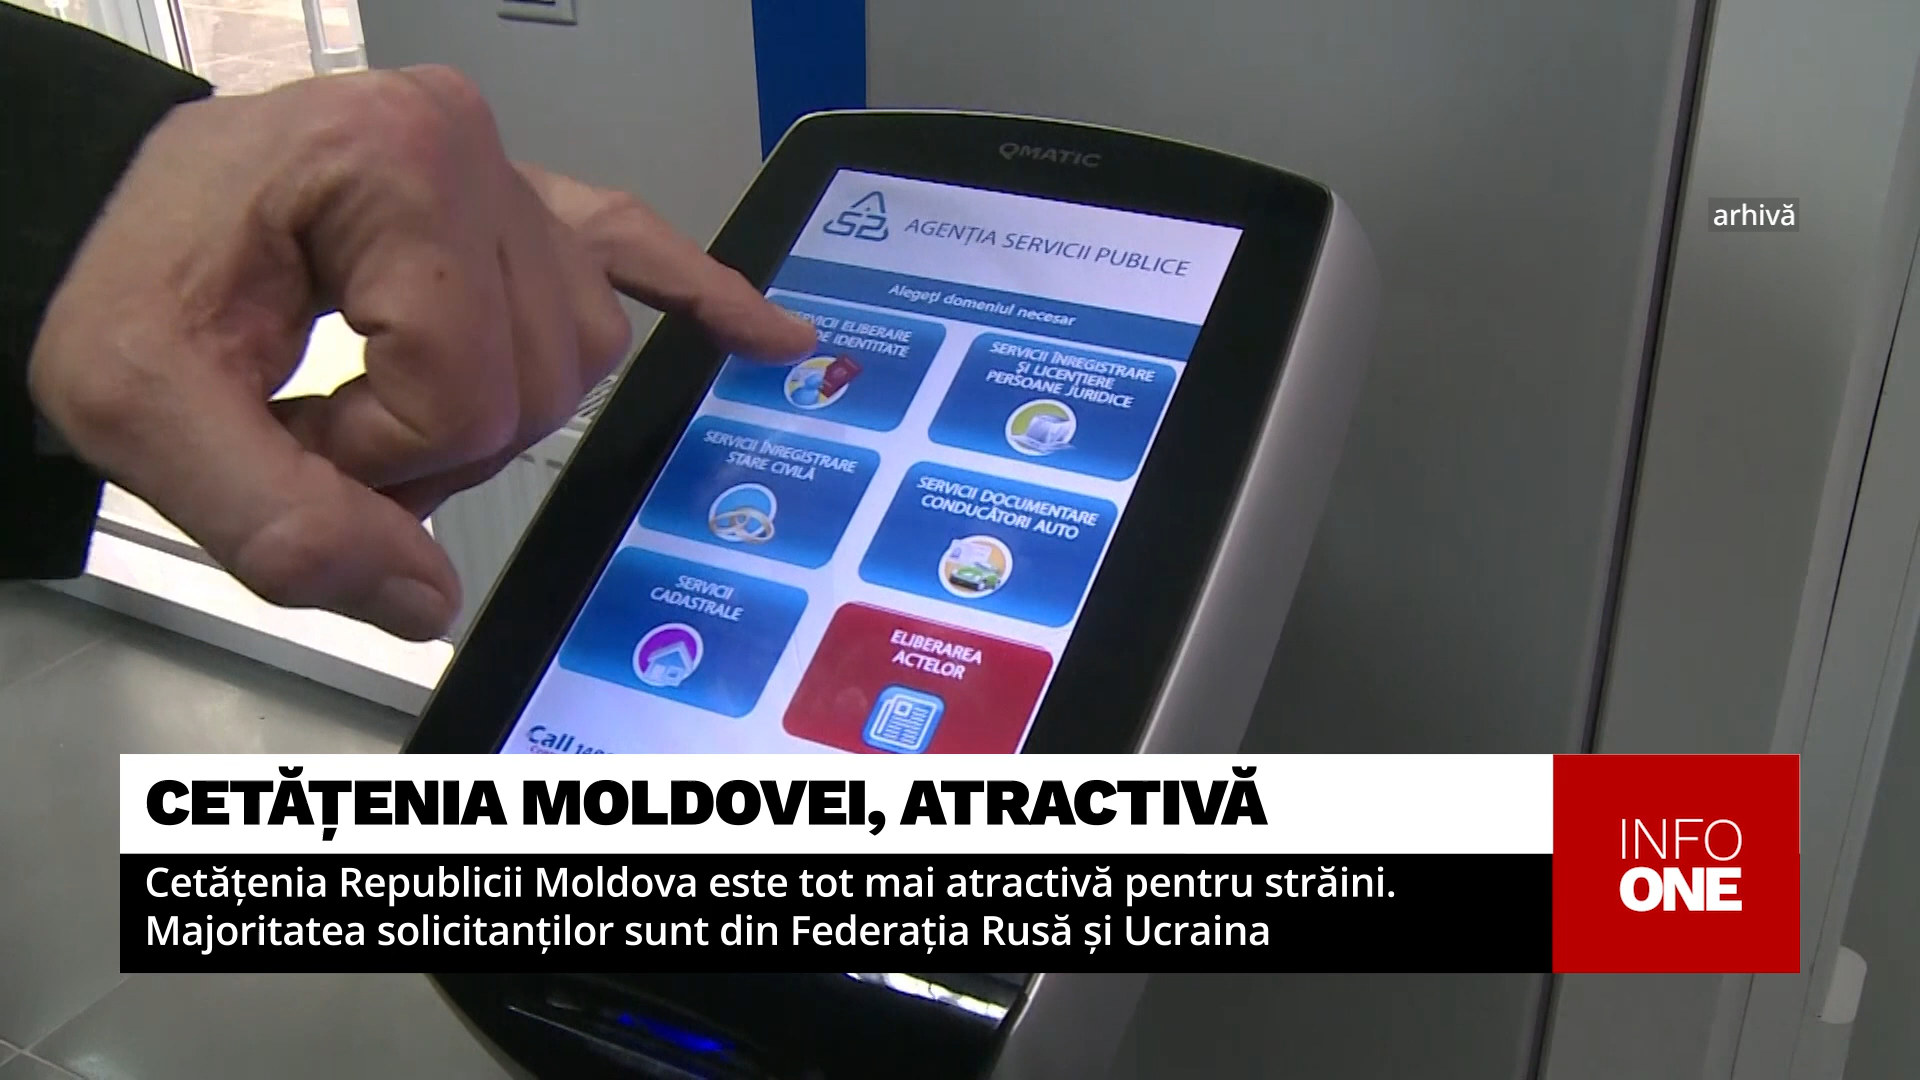 QMATIC
arhivă
AGENȚIA SERVICII PUBLICE
Alegeți domeniul necesar
ELIBERARE
DE IDENTITATE
SERVICII ÎNREGISTRARE
ȘI LICENȚIERE
PERSOANE JURIDICE
SERVICII ÎNREGISTRARE
STARE CIVILĂ
SERVICII DOCUMENTARE
CONDUCĂTORI AUTO
SERVICII
CADASTRALE
ELIBERAREA
ACTELOR
Call
CETĂȚENIA MOLDOVEI, ATRACTIVĂ
Cetățenia Republicii Moldova este tot mai atractivă pentru străini.
Majoritatea solicitanților sunt din Federația Rusă și Ucraina
INFO
ONE